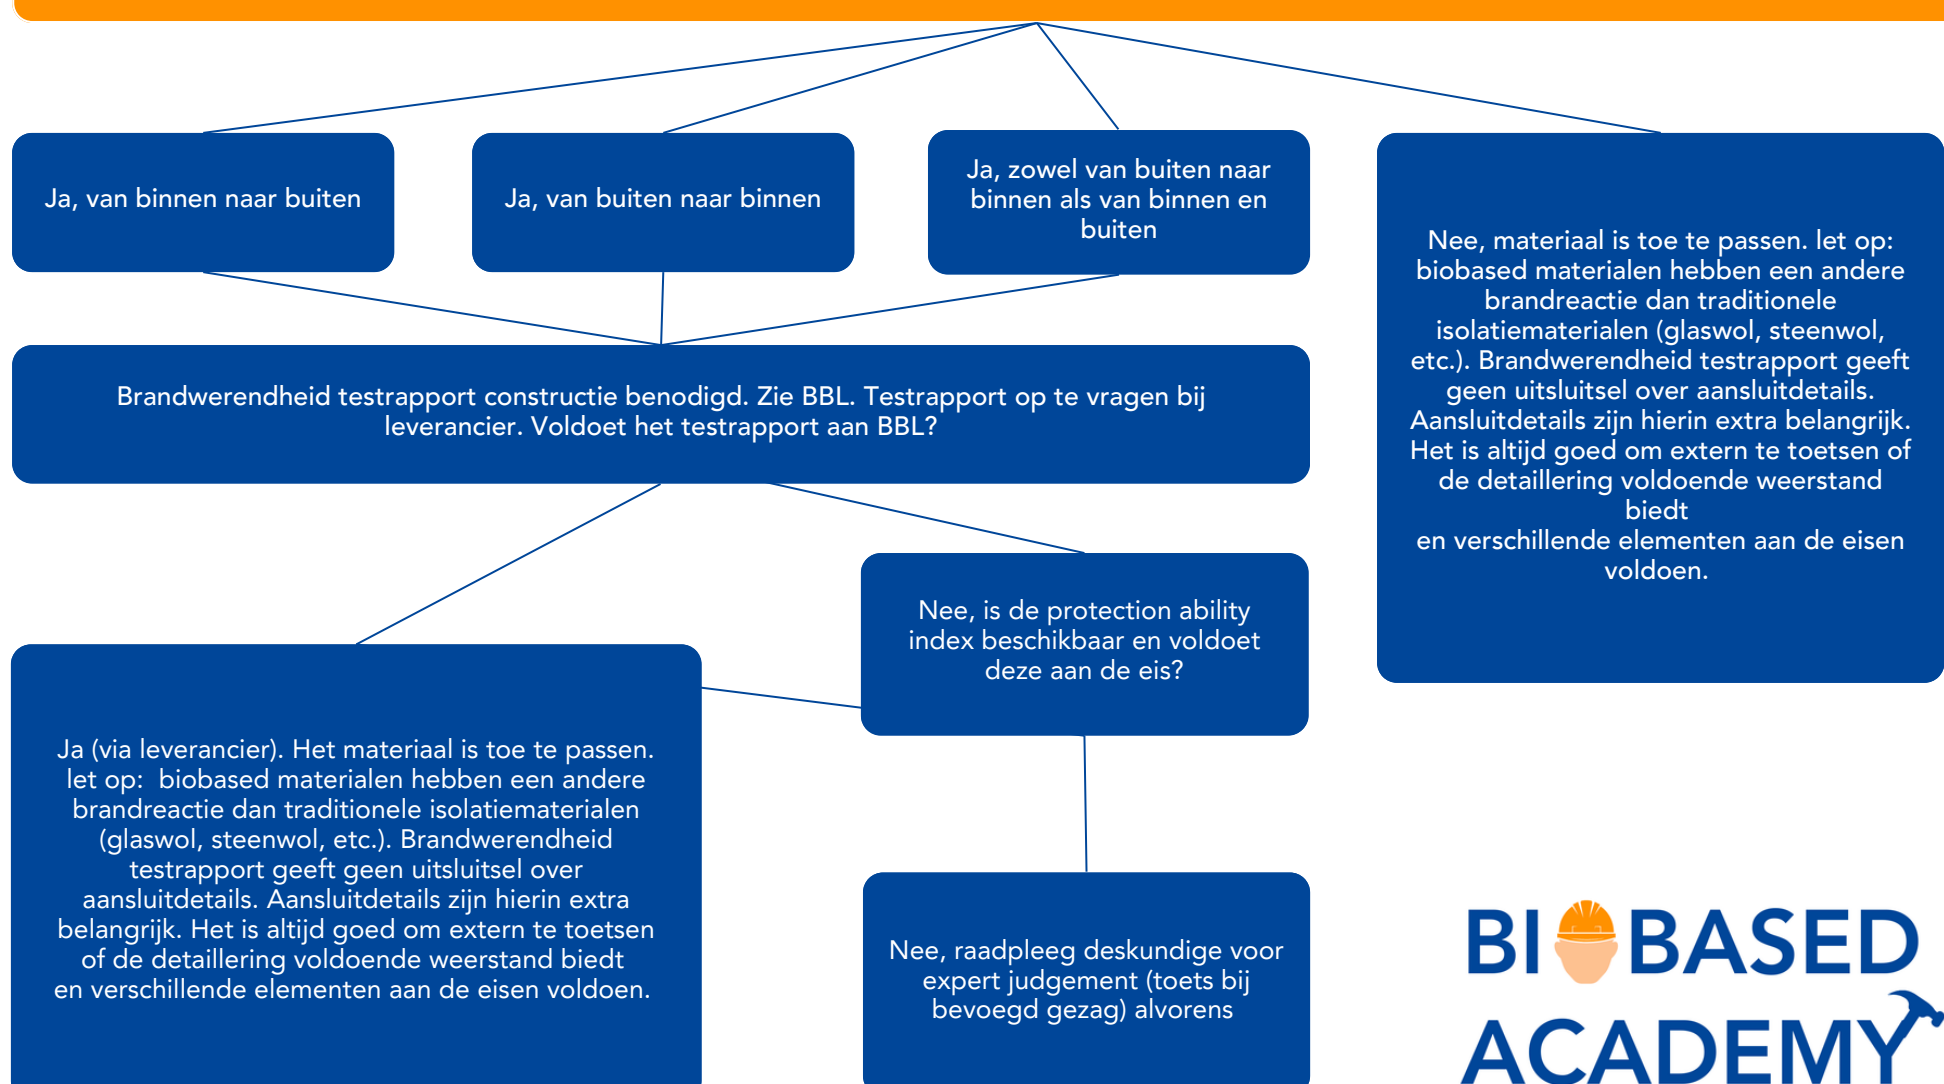 Ja, van binnen naar buiten
Ja, van buiten naar binnen
Ja, zowel van buiten naar
binnen als van binnen en
buiten
Nee, materiaal is toe te passen. let op:
biobased materialen hebben een andere
brandreactie dan traditionele
isolatiematerialen (glaswol, steenwol,
etc.). Brandwerendheid testrapport geeft
geen uitsluitsel over aansluitdetails.
Aansluitdetails zijn hierin extra belangrijk.
Het is altijd goed om extern te toetsen of
de detaillering voldoende weerstand
biedt
en verschillende elementen aan de eisen
voldoen.
Brandwerendheid testrapport constructie benodigd. Zie BBL. Testrapport op te vragen bij
leverancier. Voldoet het testrapport aan BBL?
Nee, is de protection ability
index beschikbaar en voldoet
deze aan de eis?
Ja (via leverancier). Het materiaal is toe te passen.
let op:  biobased materialen hebben een andere
brandreactie dan traditionele isolatiematerialen
(glaswol, steenwol, etc.). Brandwerendheid
testrapport geeft geen uitsluitsel over
aansluitdetails. Aansluitdetails zijn hierin extra
belangrijk. Het is altijd goed om extern te toetsen
of de detaillering voldoende weerstand biedt
en verschillende elementen aan de eisen voldoen.
Nee, raadpleeg deskundige voor
expert judgement (toets bij
bevoegd gezag) alvorens
BIOBASED
ACADEMY